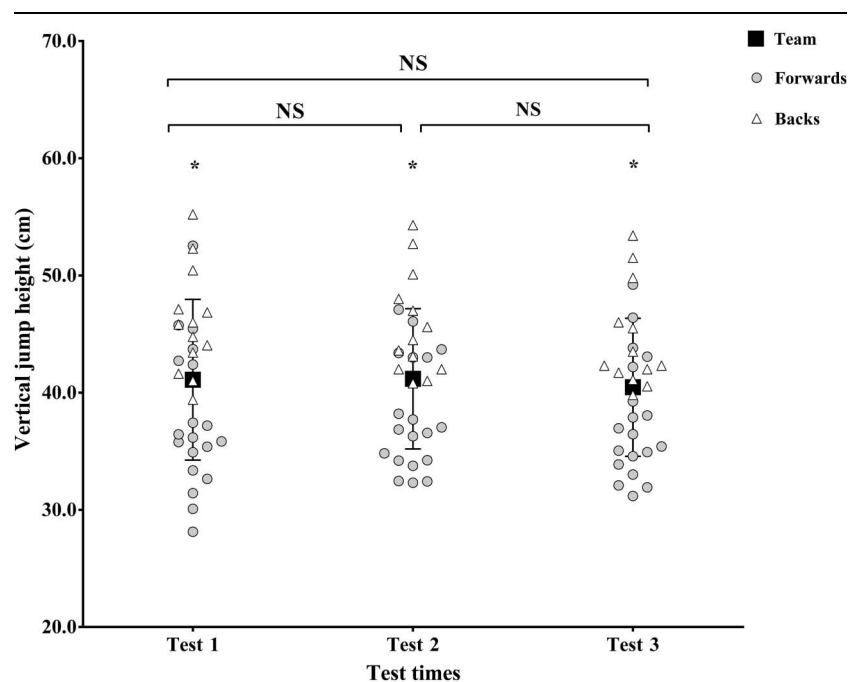 70.0
Team
NS
Forwards
NS
NS
Backs
60.0
*
*
*
Vertical jump height (cm)
50.0
40.0
30.0
20.0
Test 1
Test 2
Test 3
Test times